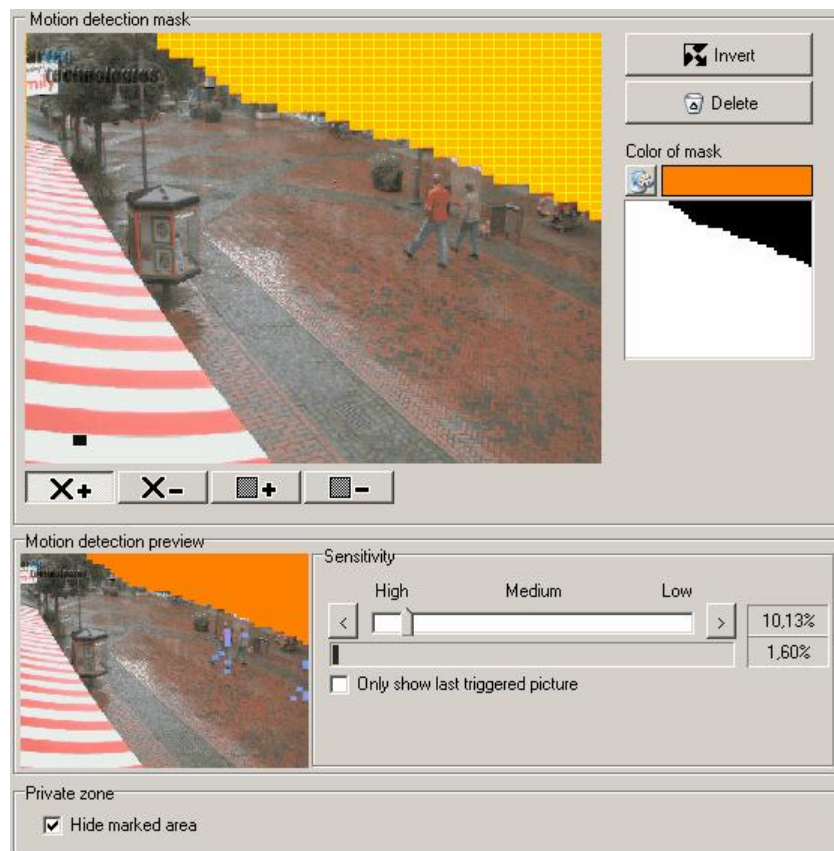 Motion detection mask
technologies
Invert
Delete
Color of mask
X+
X-
+
-
Motion detection preview
Sensitivity
High Medium Low
< >
10,13%
1,60%
Only show last triggered picture
Private zone
Hide marked area